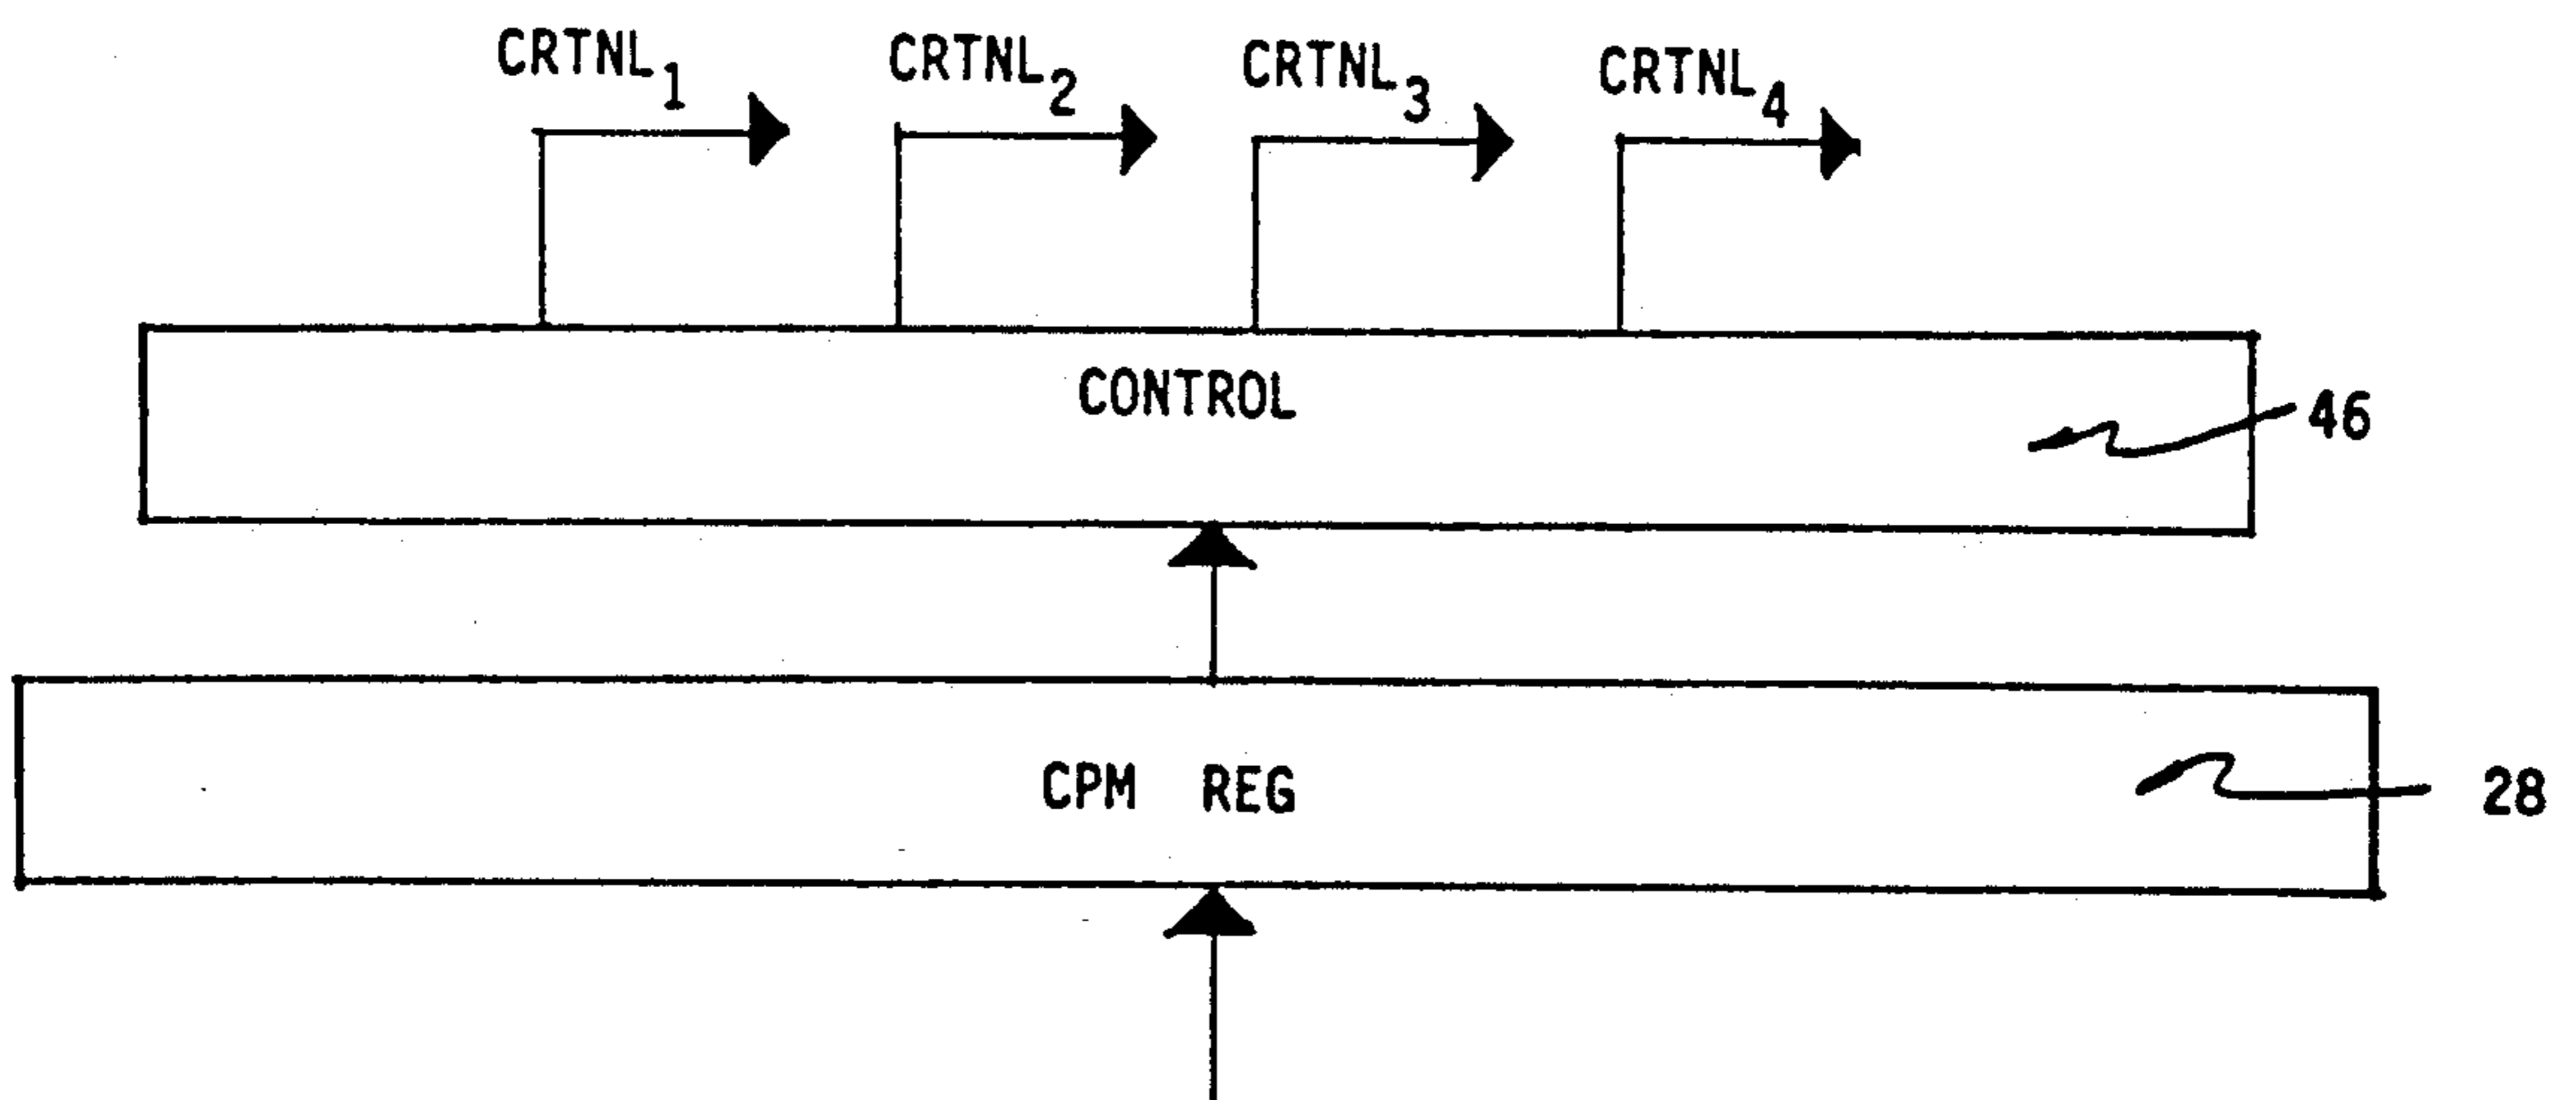 CRTNL1 CRTNL2 CRTNL3 CRTNL4
CONTROL
46
CPM REG
28